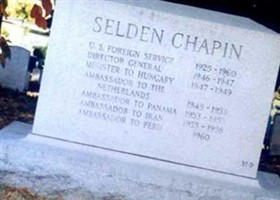 SELDEN CHAPIN
U.S. FOREIGN SERVICE 1925-1960
DIRECTOR GENERAL 1946-1947
MINISTER TO HUNGARY 1947-1949
AMBASSADOR TO THE
NETHERLANDS 1949-1953
AMBASSADOR TO PANAMA 1953-1955
AMBASSADOR TO IRAN 1955-1958
AMBASSADOR TO PERU 1960